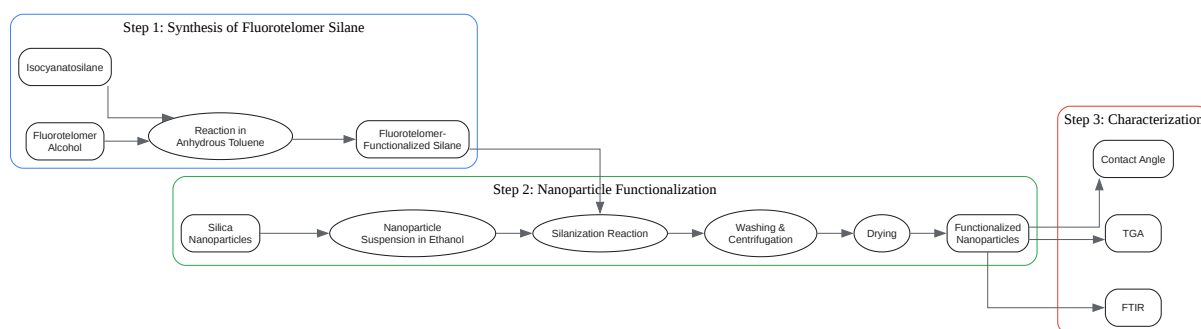 Step 1: Synthesis of Fluorotelomer Silane
Isocyanatosilane
Fluorotelomer
Alcohol
Reaction in
Anhydrous Toluene
Fluorotelomer-
Functionalized Silane
Step 2: Nanoparticle Functionalization
Silica
Nanoparticles
Nanoparticle
Suspension in Ethanol
Silanization Reaction
Washing &
Centrifugation
Drying
Functionalized
Nanoparticles
Step 3: Characterization
Contact Angle
TGA
FTIR